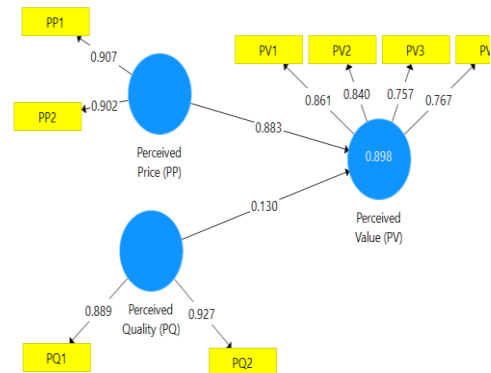 PP1
0.907
PP2
0.902
Perceived
Price (PP)
0.883
PV1
PV2
PV3
PV
0.861
0.840
0.757
0.767
0.898
Perceived
Value (PV)
0.130
Perceived
Quality (PQ)
0.889
0.927
PQ1
PQ2